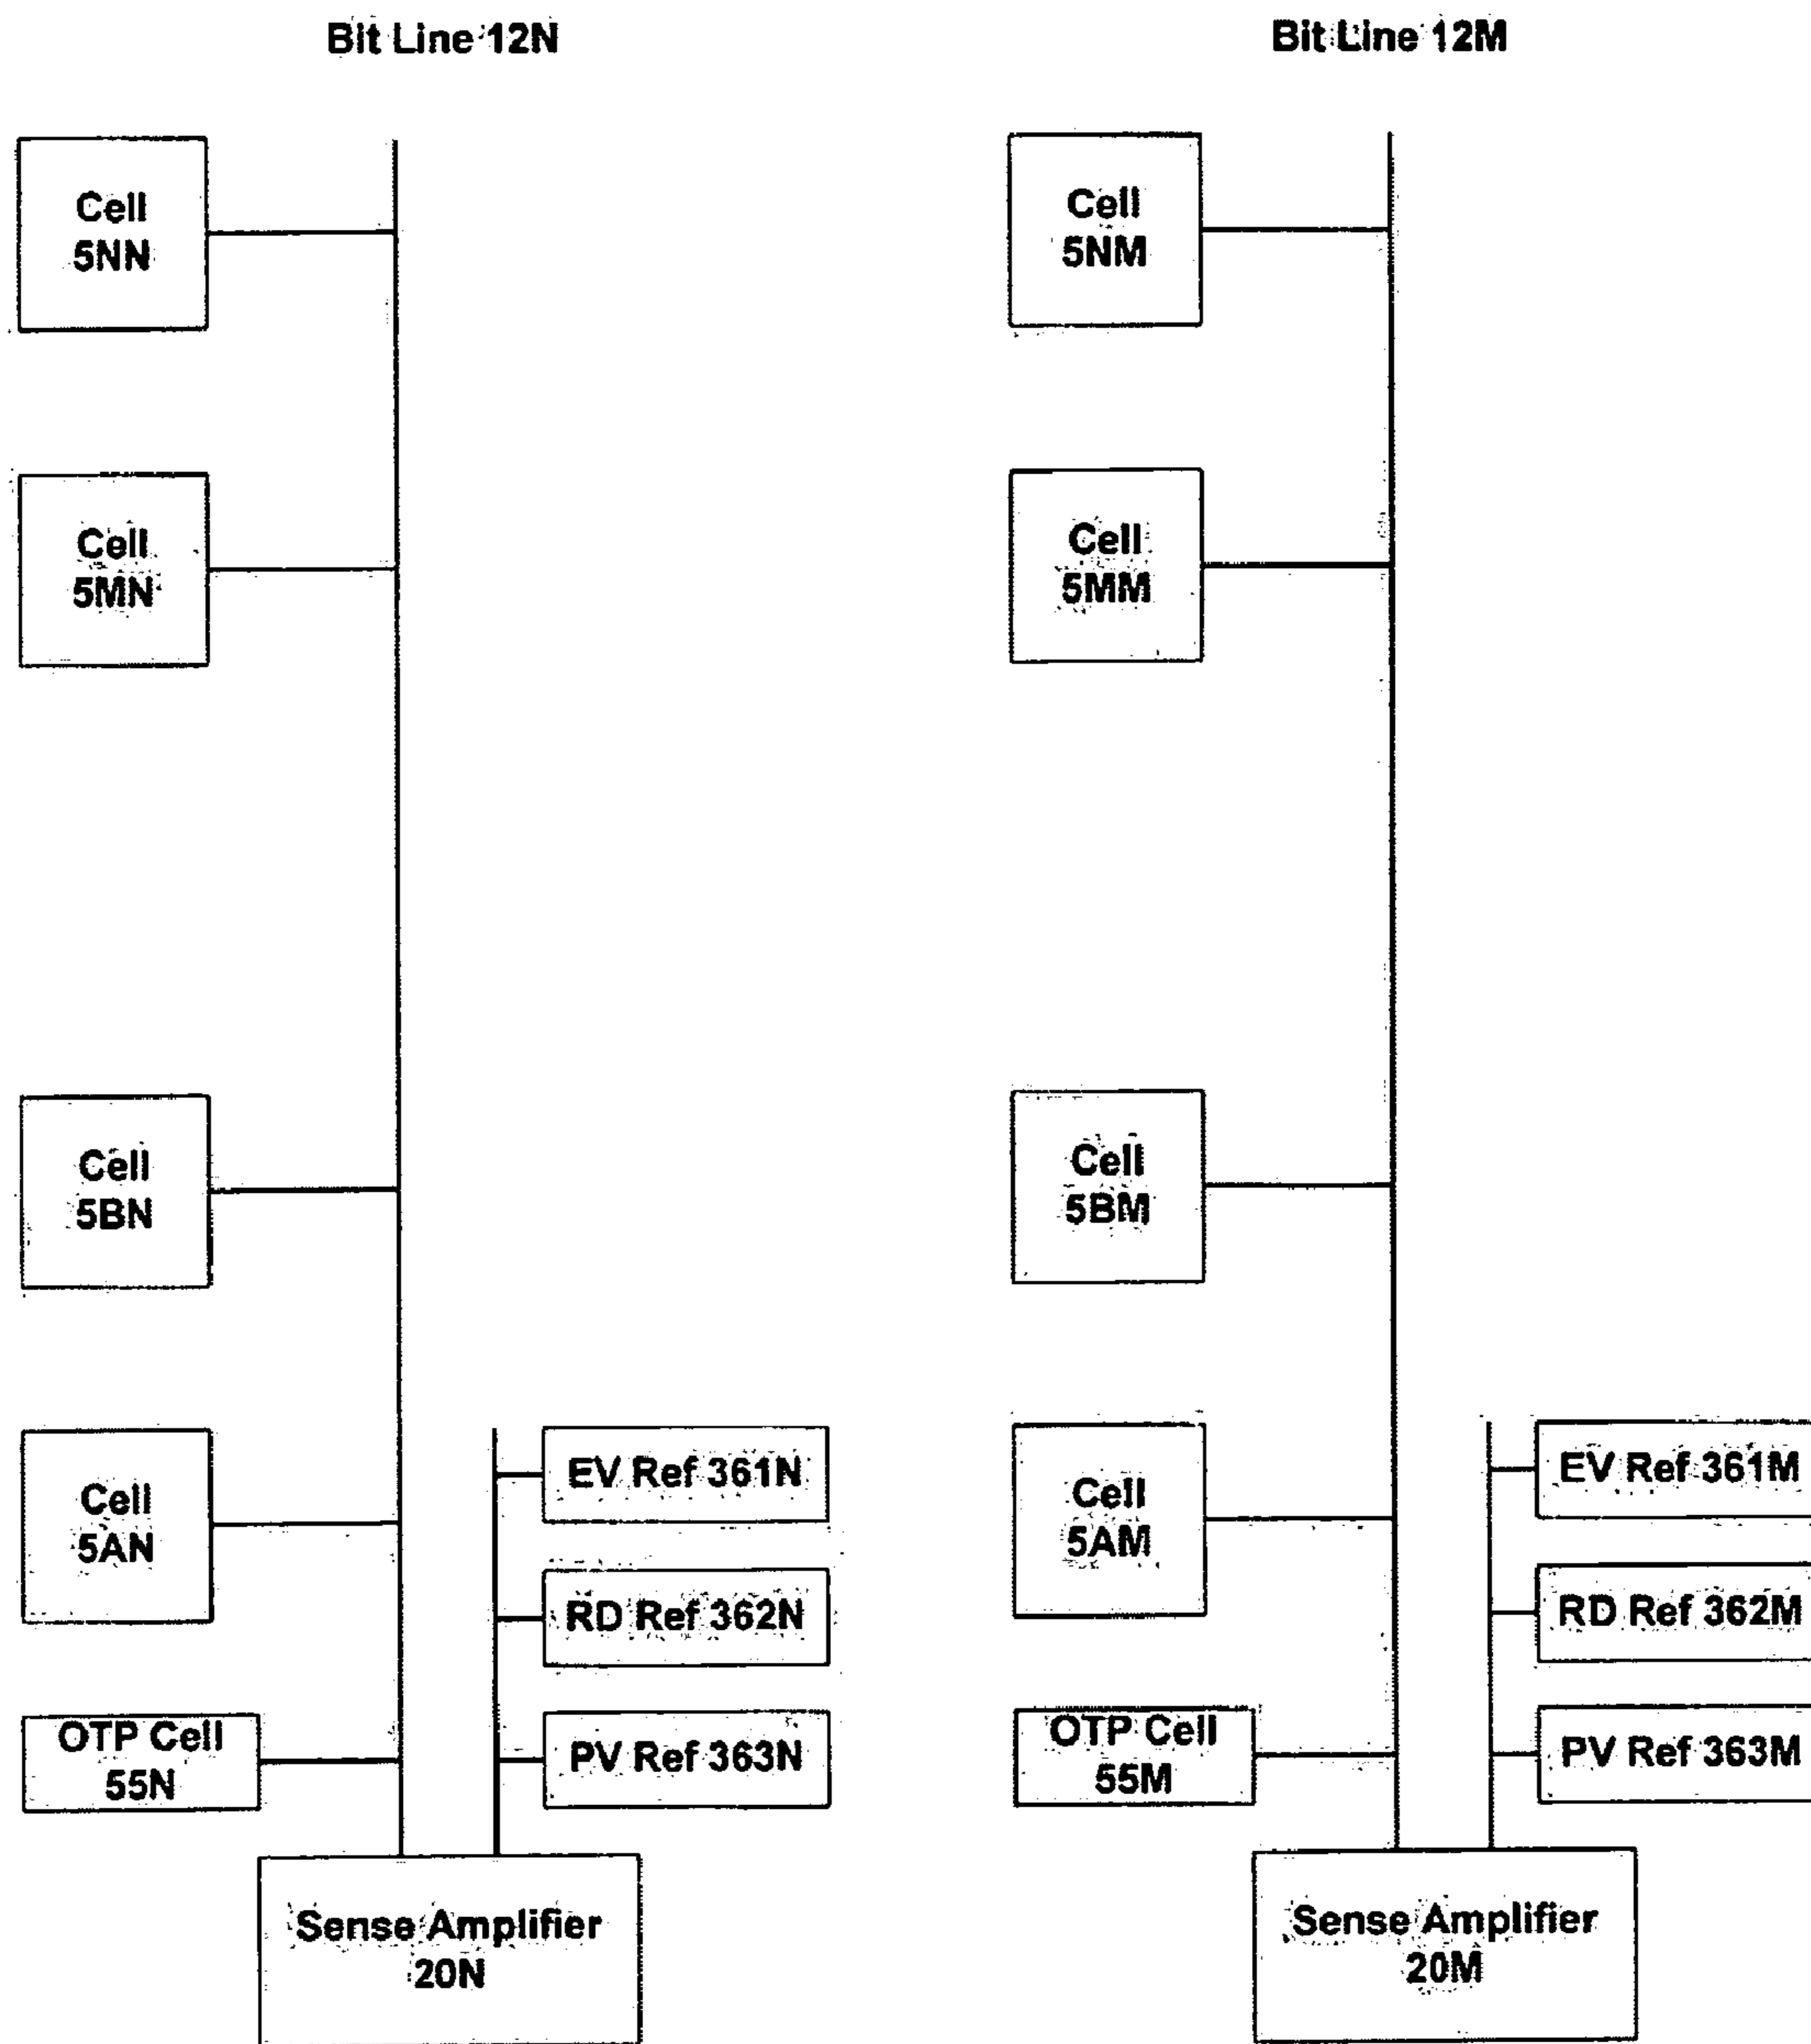 Bit Line 12N
Bit Line 12M
Cell
5NN
Cell
5NM
Cell
5MN
Cell
5MM
Cell
5BN
Cell
5BM
Cell
5AN
EV Ref 361N
RD Ref 362N
PV Ref 363N
Cell
5AM
EV Ref 361M
RD Ref 362M
PV Ref 363M
OTP Cell
55N
OTP Cell
55M
Sense Amplifier
20N
Sense Amplifier
20M